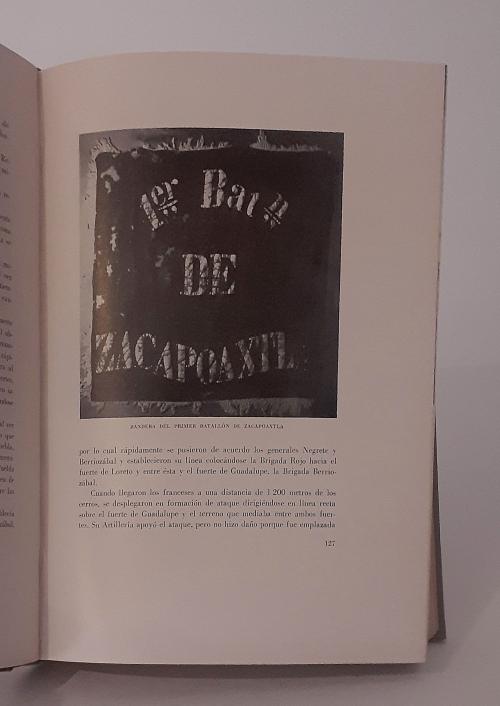 1er Bat n
DE
ZACAPOAXTL
BANDERA DEL PRIMER BATALLÓN DE ZACAPOAXTLA
por lo cual rápidamente se pusieron de acuerdo los generales Negrete y
Berriozábal y establecieron su línea colocándose la Brigada Rojo hacia el
fuerte de Loreto y entre ésta y el fuerte de Guadalupe, la Brigada Berrio-
zábal.
Cuando llegaron los franceses a una distancia de 1 200 metros de los
cerros, se desplegaron en formación de ataque dirigiéndose en línea recta
sobre el fuerte de Guadalupe y el terreno que mediaba entre ambos fuer-
tes. Su Artillería apoyó el ataque, pero no hizo daño porque fue emplazada
127